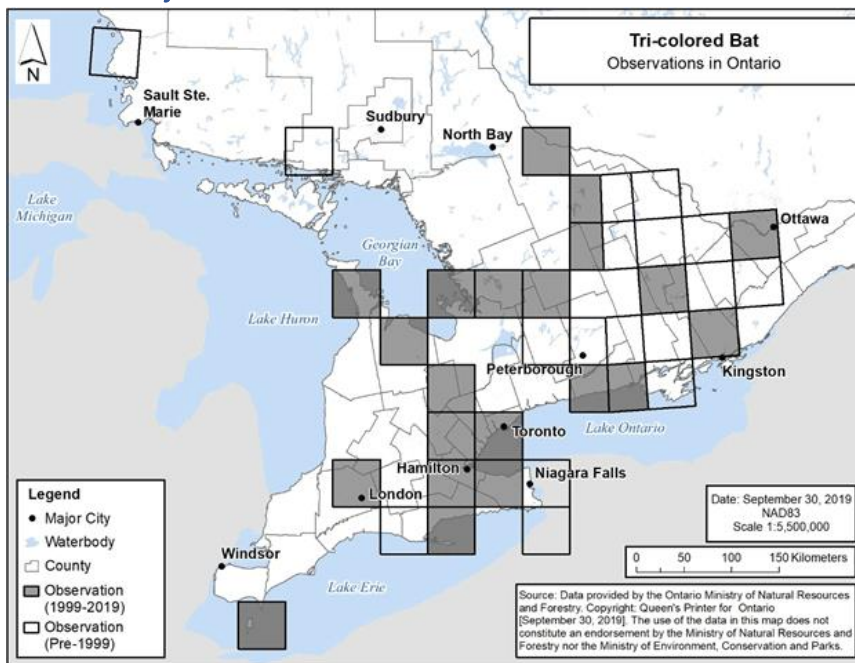 Tri-colored Bat
Observations in Ontario
N
Sault Ste.
Marie
Sudbury
North Bay
Lake
Michigan
Georgian
Bay
Ottawa
Lake Huron
Peterborough
Kingston
Toronto
Lake Ontario
Hamilton
Niagara Falls
London
Windsor
Lake Erie
Legend
Major City
Waterbody
County
Observation
(1999-2019)
Observation
(Pre-1999)
Date: September 30, 2019
NAD83
Scale 1:5,500,000
0 25 50 100 150 Kilometers
Source: Data provided by the Ontario Ministry of Natural Resources
and Forestry. Copyright: Queen's Printer for Ontario
[September 30, 2019]. The use of the data in this map does not
constitute an endorsement by the Ministry of Natural Resources and
Forestry nor the Ministry of Environment, Conservation and Parks.